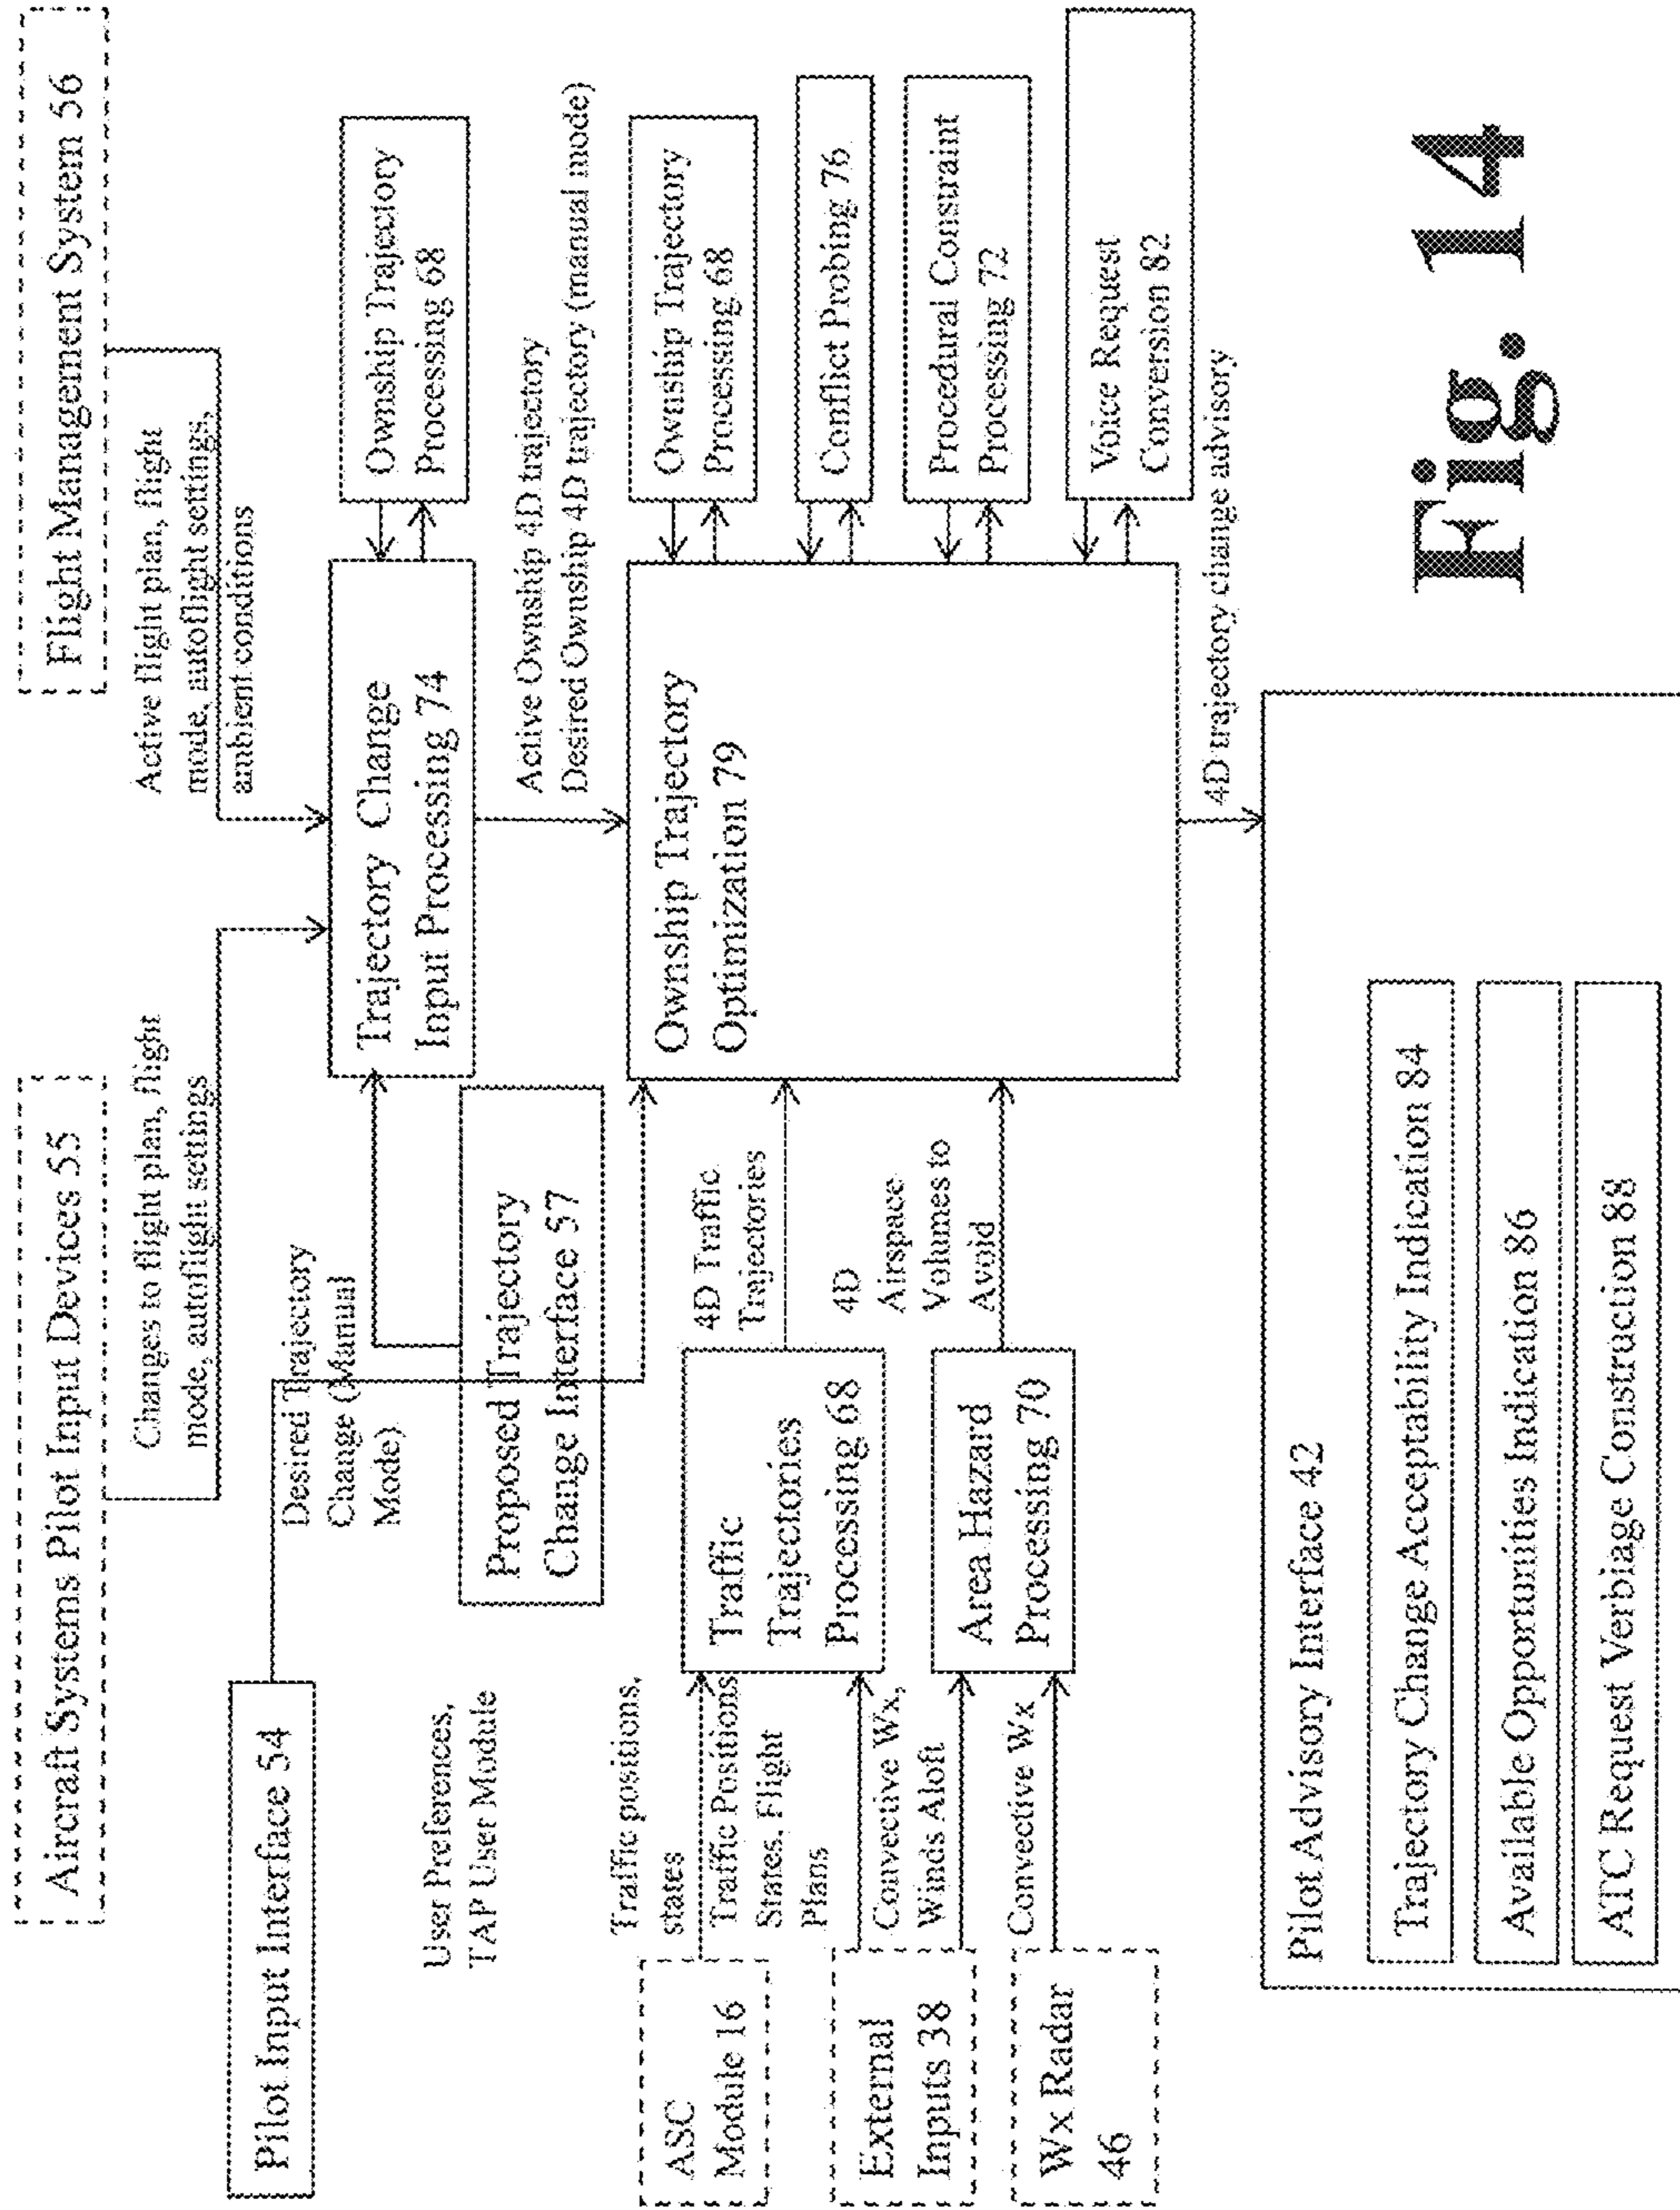 Aircraft Systems Pilot Input Devices 55
Flight Management System 56
Changes to flight plan, flight
mode, autoflight settings
Active flight plan, flight
mode, autoflight settings,
ambient conditions
Pilot Input Interface 54
Desired Trajectory
Change (Manual
Mode)
Trajectory Change
Input Processing 74
Ownship Trajectory
Processing 68
User Preferences,
TAP User Module
Proposed Trajectory
Change Interface 57
Active Ownship 4D trajectory
Desired Ownship 4D trajectory (manual mode)
ASC
Module 16
Traffic positions,
states
Traffic Positions
States, Flight
Plans
Traffic
Trajectories
Processing 68
4D Traffic
Trajectories
Ownship Trajectory
Optimization 79
Ownship Trajectory
Processing 68
Conflict Probing 76
External
Inputs 38
Convective Wx,
Winds Aloft
Area Hazard
Processing 70
4D
Airspace
Volumes to
Avoid
Procedural Constraint
Processing 72
Wx Radar
46
Convective Wx
Voice Request
Conversion 82
4D trajectory change advisory
Pilot Advisory Interface 42
Trajectory Change Acceptability Indication 84
Available Opportunities Indication 86
ATC Request Verbiage Construction 88
Fig. 14